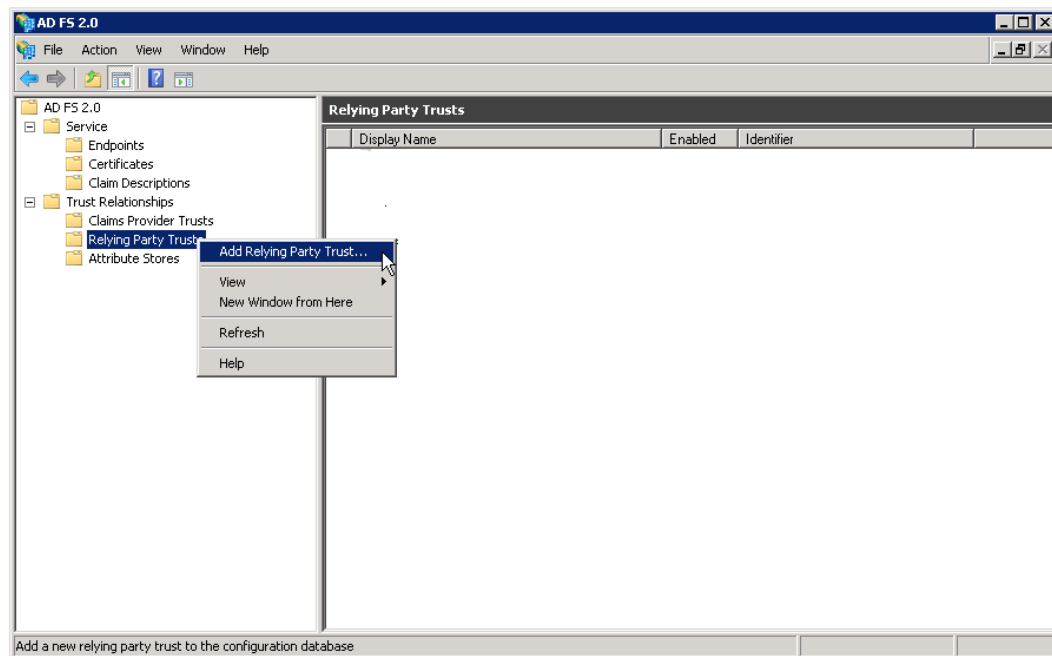 AD FS 2.0
File Action View Window Help
AD FS 2.0
Service
Endpoints
Certificates
Claim Descriptions
Trust Relationships
Claims Provider Trusts
Relying Party Trusts
Attribute Stores
Relying Party Trusts
Display Name Enabled Identifier
Add Relying Party Trust...
View
New Window from Here
Refresh
Help
Add a new relying party trust to the configuration database